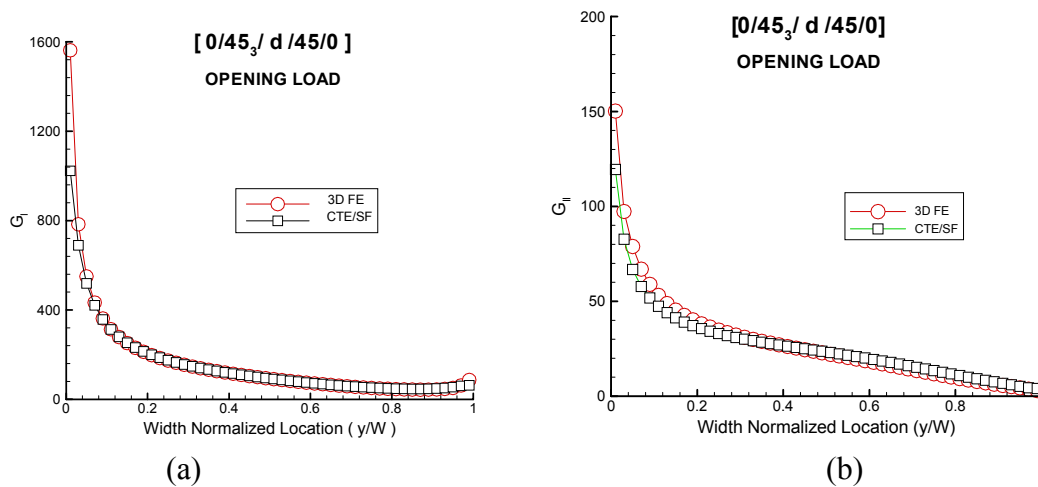 [ 0/45₃/ d /45/0 ]
OPENING LOAD
1600
1200
800
400
0
G_I
3D FE
CTE/SF
0 0.2 0.4 0.6 0.8 1
Width Normalized Location ( y/W )
(a)
[0/45₃/ d /45/0]
OPENING LOAD
200
150
100
50
0
G_II
3D FE
CTE/SF
0 0.2 0.4 0.6 0.8
Width Normalized Location (y/W)
(b)